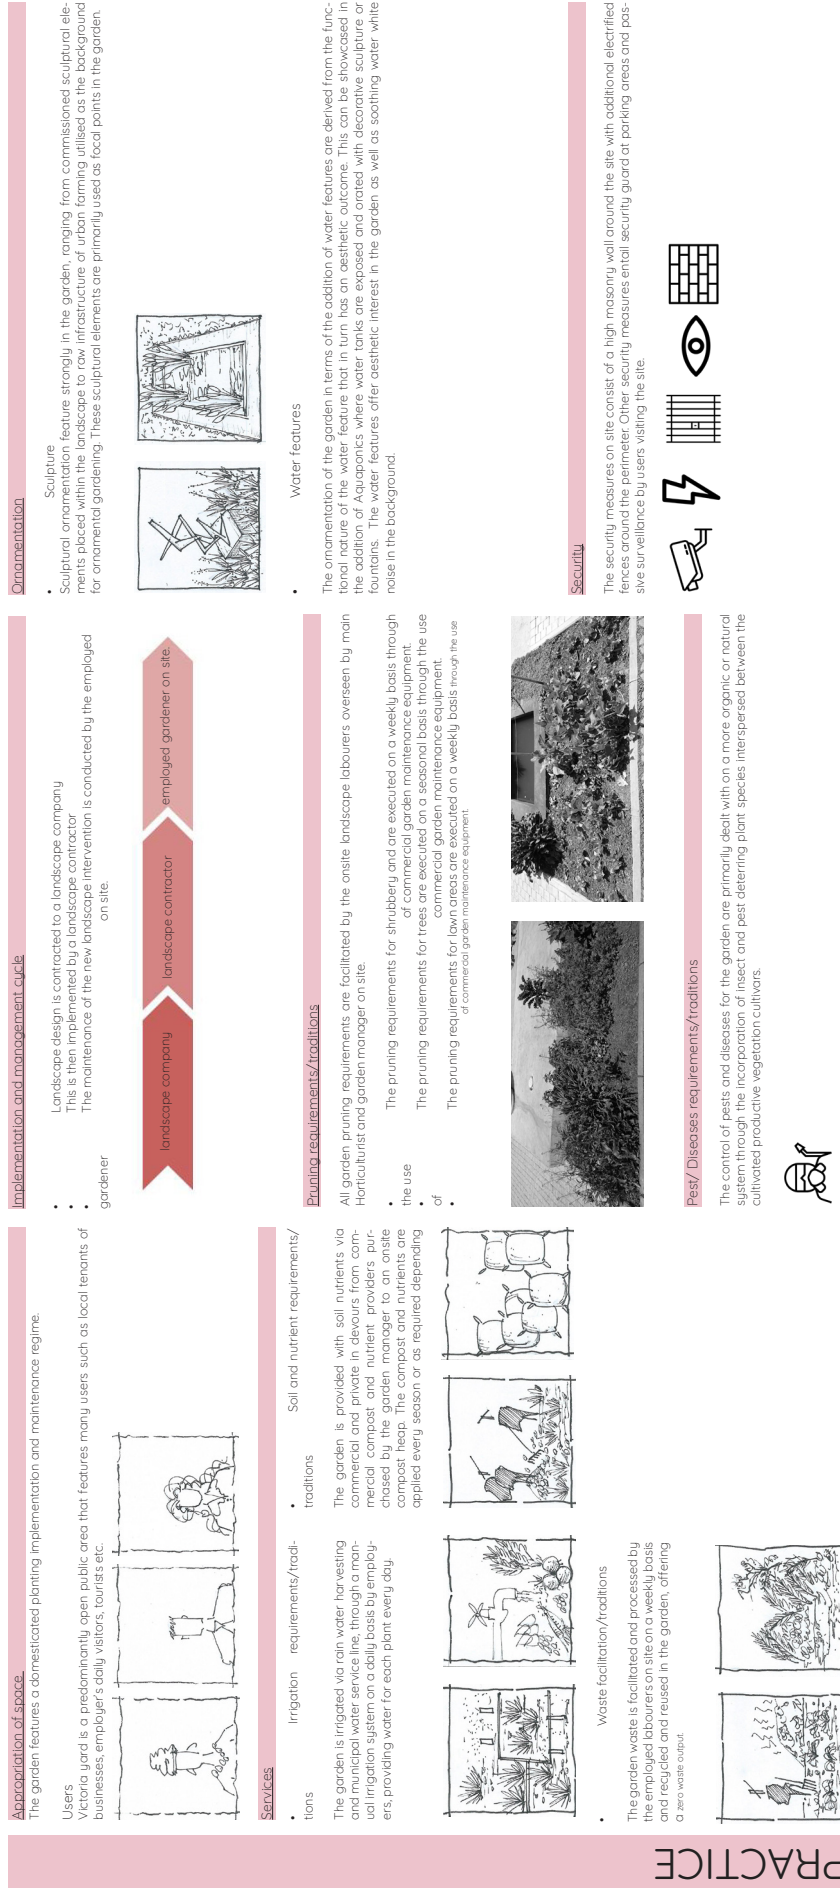 PRACTICE
Appropriation of space
The garden features a domesticated planting implementation and maintenance regime.
Users
Victoria yard is a predominantly open public area that features many users such as local tenants of
businesses, employer's daily visitors, tourists etc.
Services
• Irrigation requirements/tradi-
tions
The garden is irrigated via rain water harvesting
and municipal water service line, through a man-
ual irrigation system on a daily basis by employ-
ers, providing water for each plant every day.
• Soil and nutrient requirements/
traditions
The garden is provided with soil nutrients via
commercial and private in devours from com-
mercial compost and nutrient providers pur-
chased by the garden manager to an onsite
compost heap. The compost and nutrients are
applied every season or as required depending
• Waste facilitation/traditions
The garden waste is facilitated and processed by
the employed labourers on site on a weekly basis
and recycled and reused in the garden, offering
a zero waste output.
Implementation and management cycle
• Landscape design is contracted to a landscape company
• This is then implemented by a landscape contractor
• The maintenance of the new landscape intervention is conducted by the employed
gardener on site.
landscape company
landscape contractor
employed gardener on site.
Pruning requirements/traditions
All garden pruning requirements are facilitated by the onsite landscape labourers overseen by main
Horticulturist and garden manager on site.
• The pruning requirements for shrubbery and are executed on a weekly basis through
the use of commercial garden maintenance equipment.
• The pruning requirements for trees are executed on a seasonal basis through the use
of commercial garden maintenance equipment.
• The pruning requirements for lawn areas are executed on a weekly basis through the use
of commercial garden maintenance equipment.
Pest/ Diseases requirements/traditions
The control of pests and diseases for the garden are primarily dealt with on a more organic or natural
system through the incorporation of insect and pest deterring plant species interspersed between the
cultivated productive vegetation cultivars.
Ornamentation
• Sculpture
Sculptural ornamentation feature strongly in the garden, ranging from commissioned sculptural ele-
ments placed within the landscape to raw infrastructure of urban farming utilised as the background
for ornamental gardening. These sculptural elements are primarily used as focal points in the garden.
• Water features
The ornamentation of the garden in terms of the addition of water features are derived from the func-
tional nature of the water feature that in turn has an aesthetic outcome. This can be showcased in
the addition of Aquaponics where water tanks are exposed and orated with decorative sculpture or
fountains. The water features offer aesthetic interest in the garden as well as soothing water white
noise in the background.
Security
The security measures on site consist of a high masonry wall around the site with additional electrified
fences around the perimeter. Other security measures entail security guard at parking areas and pas-
sive surveillance by users visiting the site.